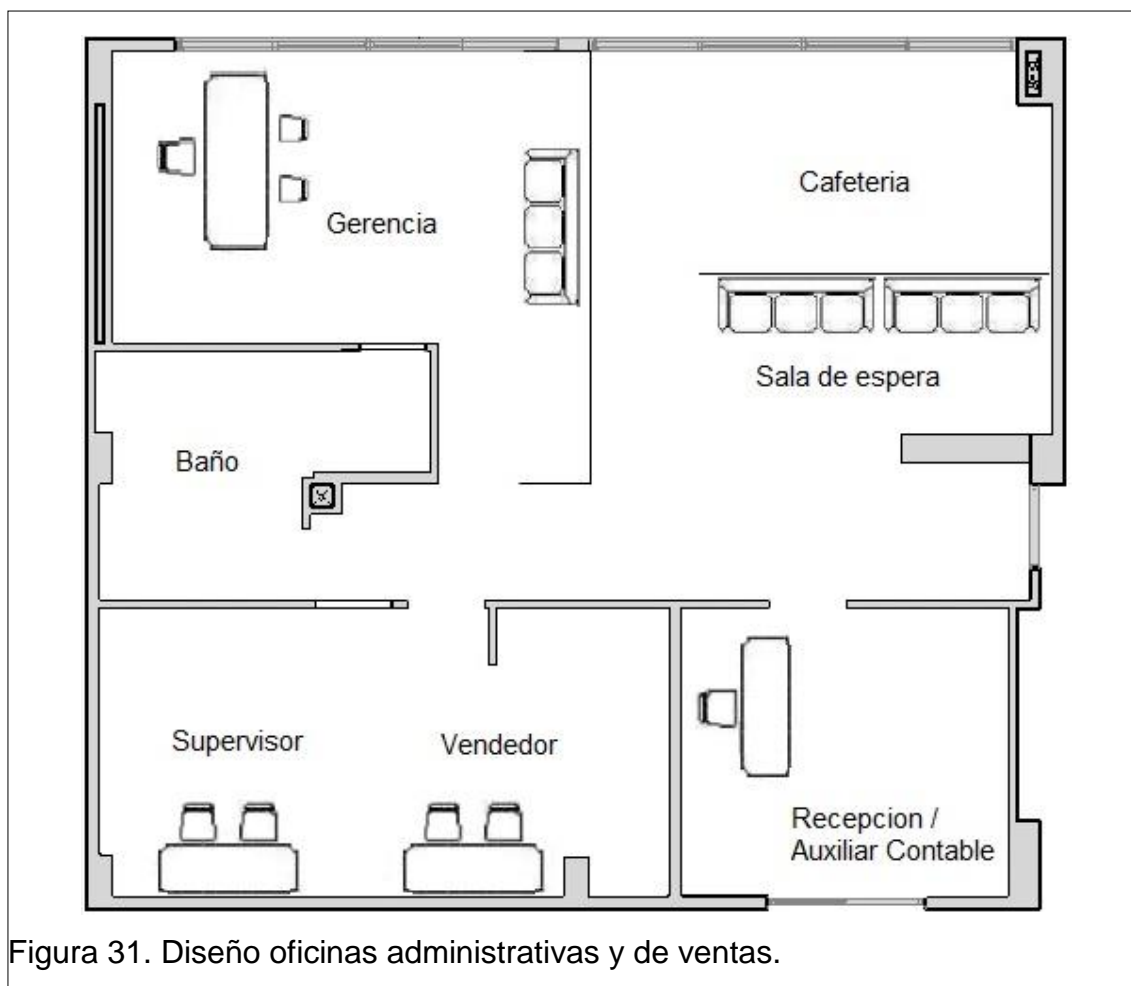 Cafeteria
Gerencia
Sala de espera
Baño
Supervisor
Vendedor
Recepcion /
Auxiliar Contable
Figura 31. Diseño oficinas administrativas y de ventas.